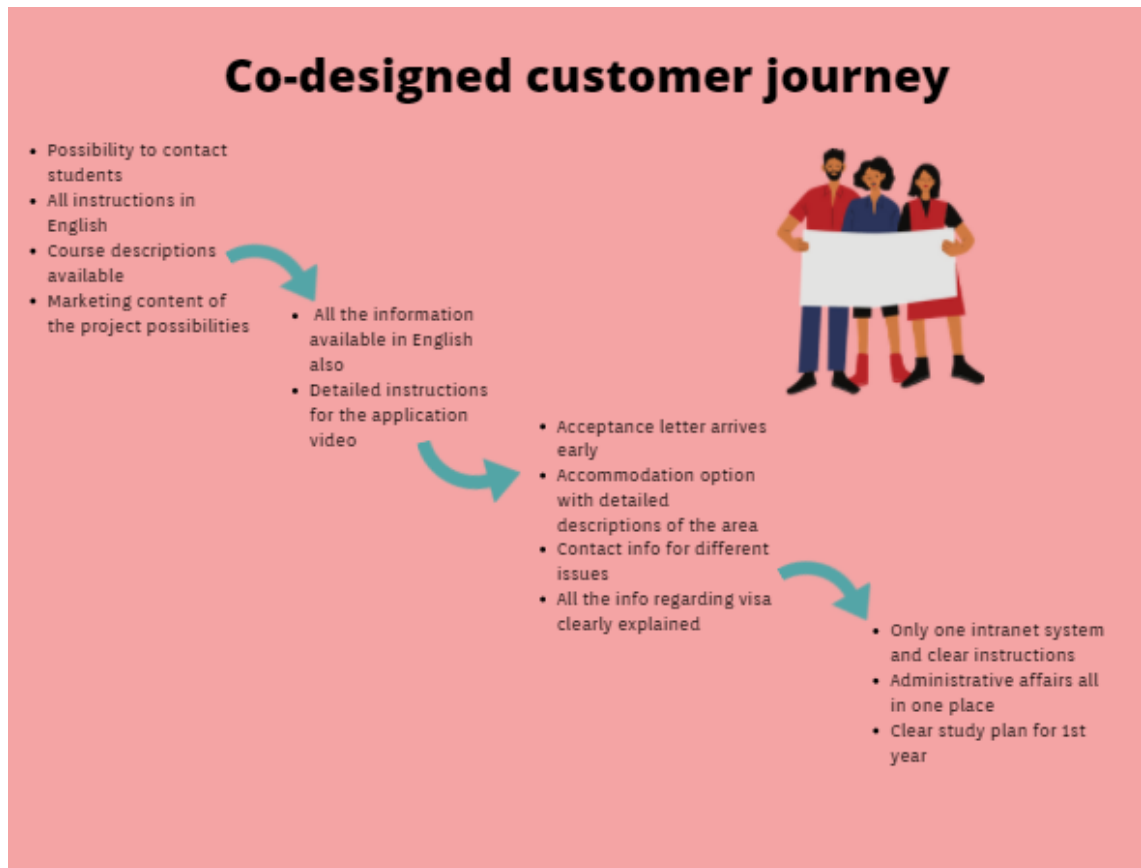 Co-designed customer journey
• Possibility to contact
students
• All instructions in
English
• Course descriptions
available
• Marketing content of
the project possibilities
• All the information
available in English
also
• Detailed instructions
for the application
video
• Acceptance letter arrives
early
• Accommodation option
with detailed
descriptions of the area
• Contact info for different
issues
• All the info regarding visa
clearly explained
• Only one intranet system
and clear instructions
• Administrative affairs all
in one place
• Clear study plan for 1st
year